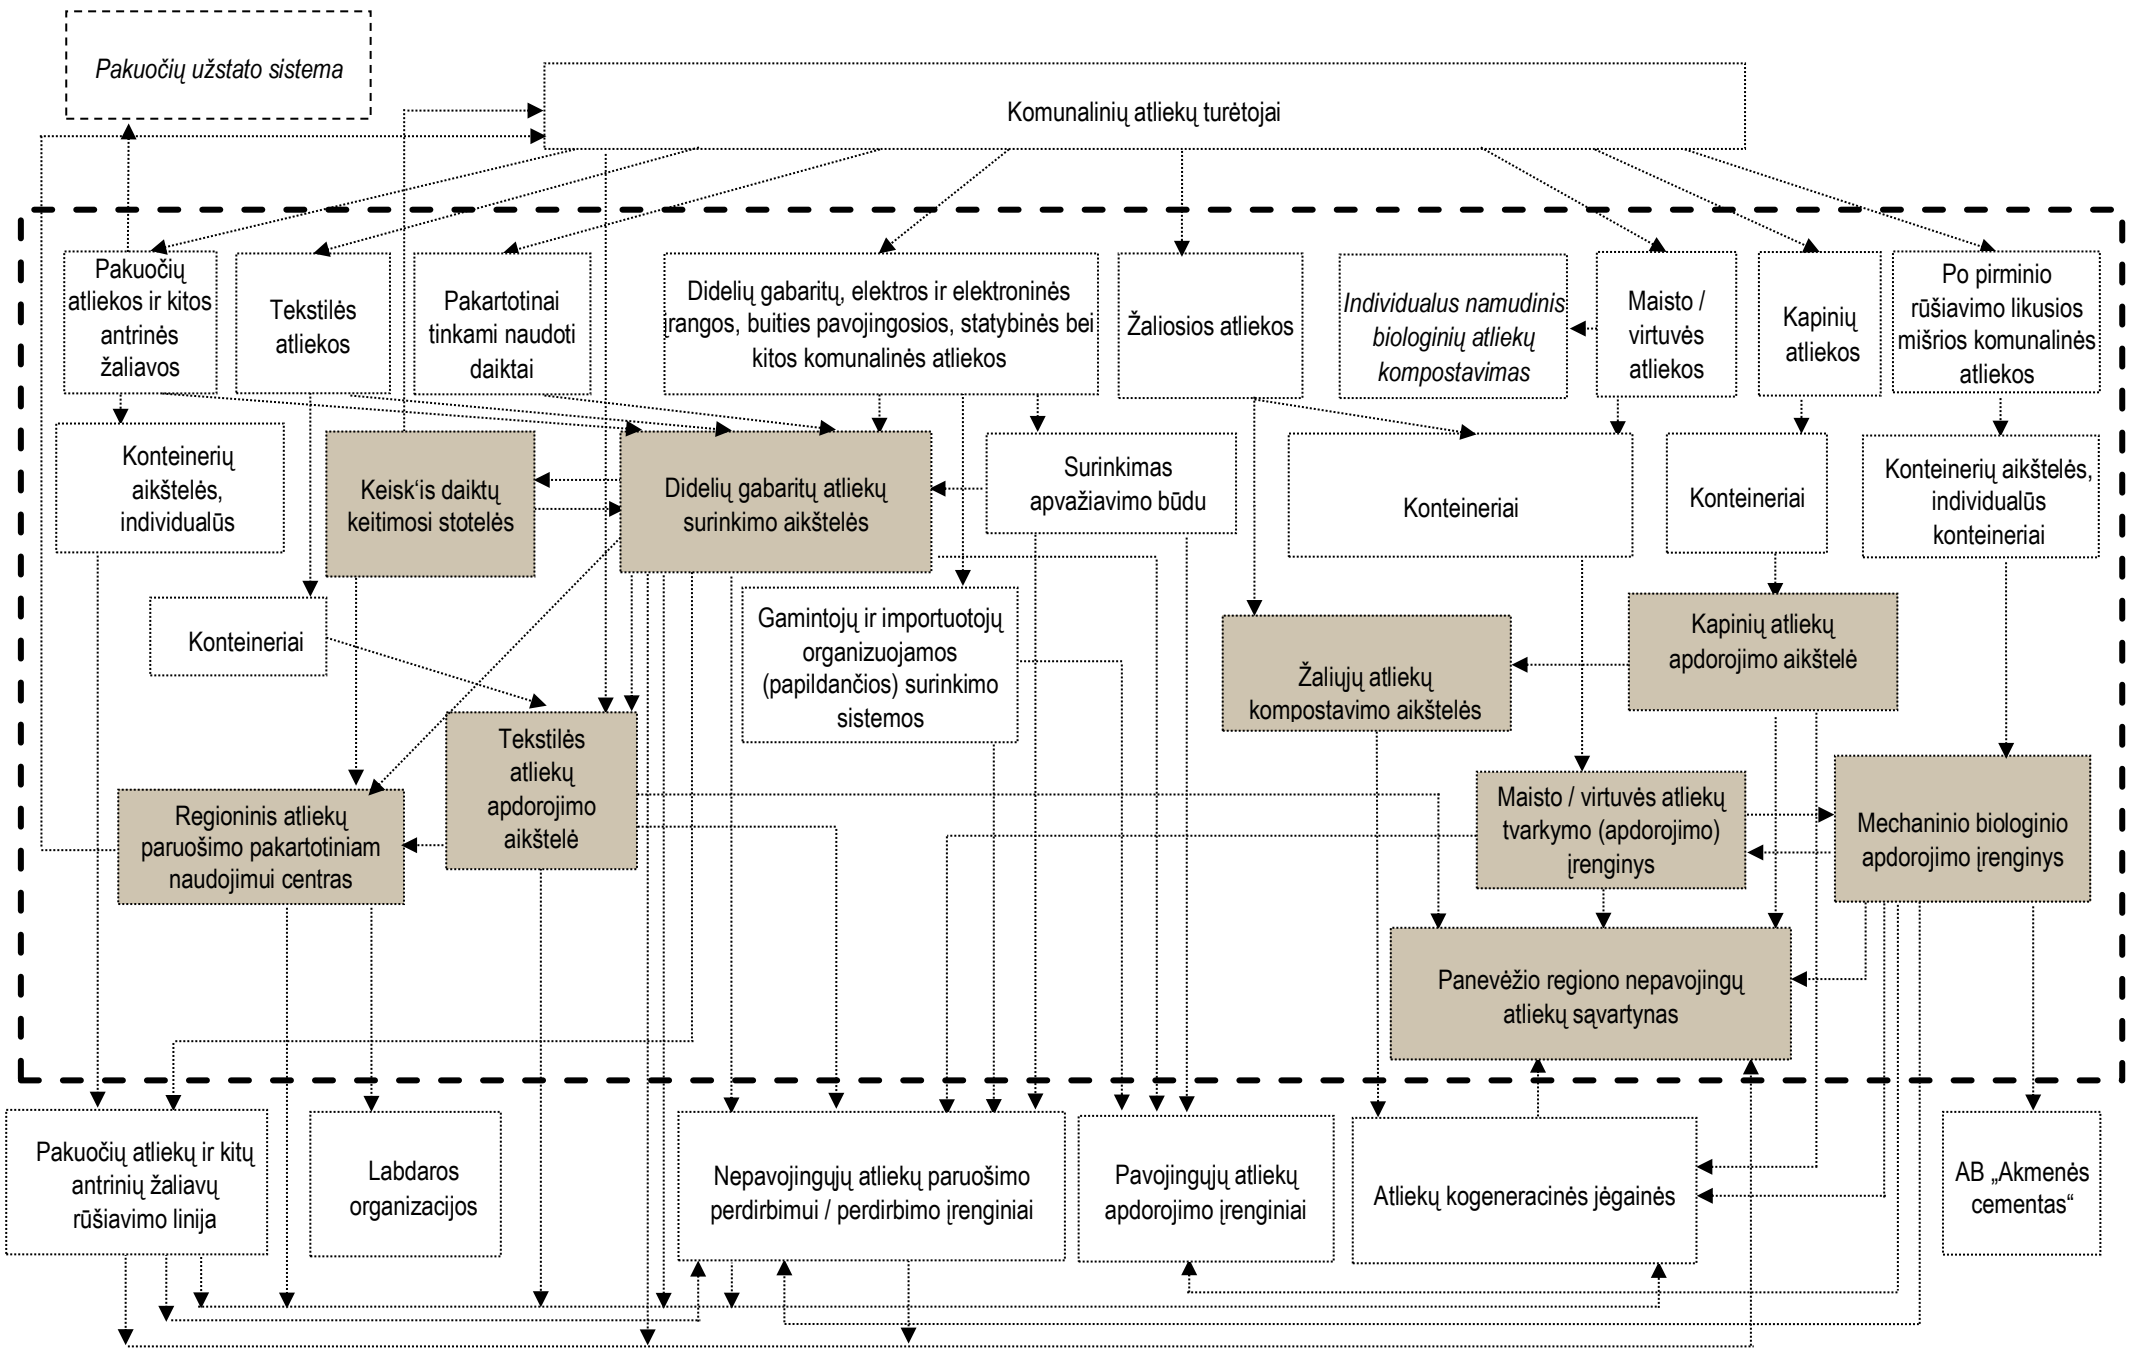 Pakuočių užstato sistema
Komunalinių atliekų turėtojai
Pakuočių
atliekos ir kitos
antrinės
žaliavos
Tekstilės
atliekos
Pakartotinai
tinkami naudoti
daiktai
Didelių gabaritų, elektros ir elektroninės
įrangos, buities pavojingosios, statybinės bei
kitos komunalinės atliekos
Žaliosios atliekos
Individualus namudinis
biologinių atliekų
kompostavimas
Maisto /
virtuvės
atliekos
Kapinių
atliekos
Po pirminio
rūšiavimo likusios
mišrios komunalinės
atliekos
Konteinerių
aikštelės,
individualūs
Keisk‘is daiktų
keitimosi stotelės
Didelių gabaritų atliekų
surinkimo aikštelės
Surinkimas
apvažiavimo būdu
Konteineriai
Konteineriai
Konteinerių aikštelės,
individualūs
konteineriai
Konteineriai
Gamintojų ir importuotojų
organizuojamos
(papildančios) surinkimo
sistemos
Žaliųjų atliekų
kompostavimo aikštelės
Kapinių atliekų
apdorojimo aikštelė
Tekstilės
atliekų
apdorojimo
aikštelė
Regioninis atliekų
paruošimo pakartotiniam
naudojimui centras
Maisto / virtuvės atliekų
tvarkymo (apdorojimo)
įrenginys
Mechaninio biologinio
apdorojimo įrenginys
Panevėžio regiono nepavojingų
atliekų sąvartynas
Pakuočių atliekų ir kitų
antrinių žaliavų
rūšiavimo linija
Labdaros
organizacijos
Nepavojingųjų atliekų paruošimo
perdirbimui / perdirbimo įrenginiai
Pavojingųjų atliekų
apdorojimo įrenginiai
Atliekų kogeneracinės jėgainės
AB „Akmenės
cementas“